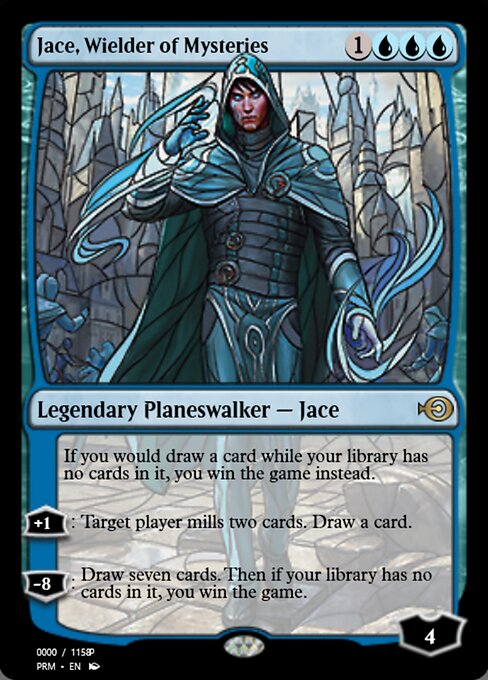 Jace, Wielder of Mysteries 1
Legendary Planeswalker — Jace
If you would draw a card while your library has
no cards in it, you win the game instead.
+1 : Target player mills two cards. Draw a card.
-8 : Draw seven cards. Then if your library has no
cards in it, you win the game.
4
0000 / 1158P
PRM • EN